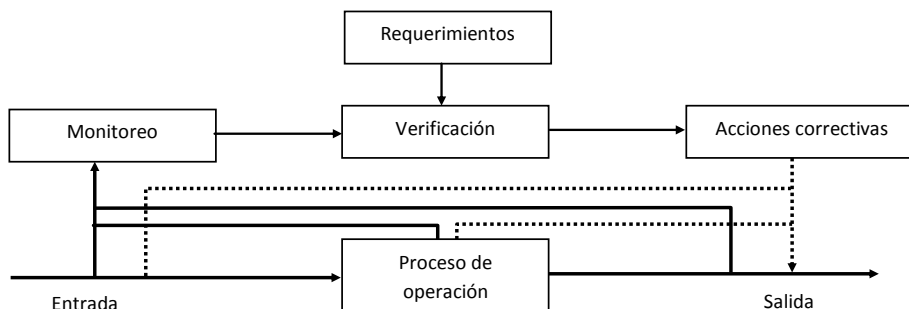 Requerimientos
Monitoreo
Verificación
Acciones correctivas
Proceso de
operación
Entrada
Salida